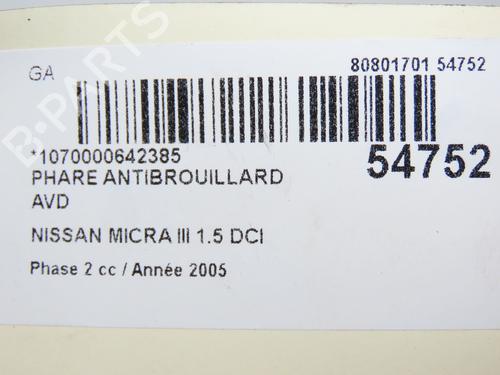 GA
80801701 54752
*1070000642385
54752
PHARE ANTIBROUILLARD
AVD
NISSAN MICRA III 1.5 DCI
Phase 2 cc / Année 2005
B-PARTS